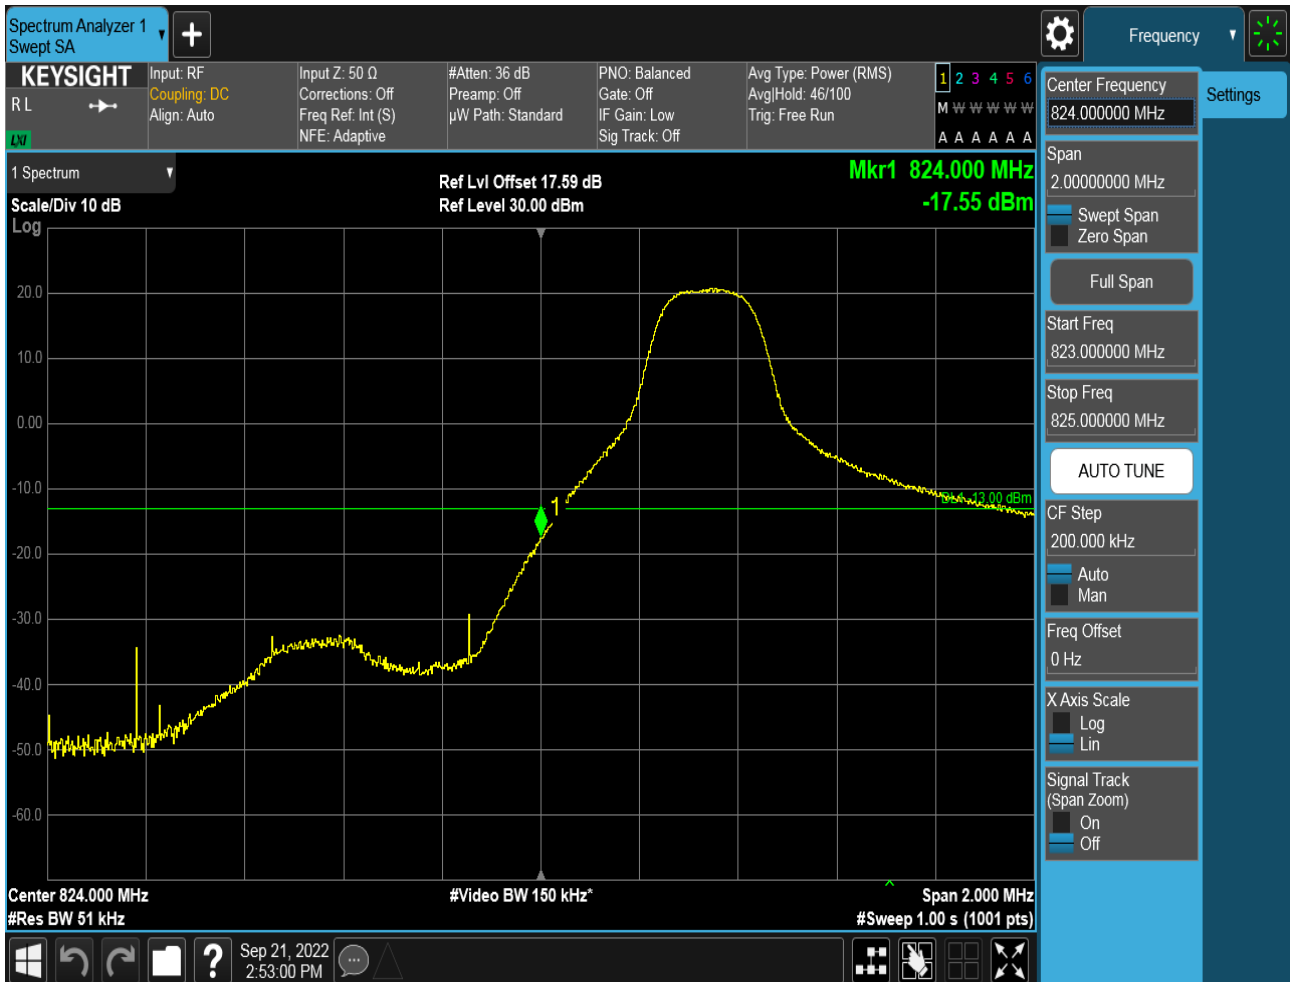 Spectrum Analyzer 1
Swept SA
Frequency
KEYSIGHT
R L
LXI
Input: RF
Coupling: DC
Align: Auto
Input Z: 50 Ω
Corrections: Off
Freq Ref: Int (S)
NFE: Adaptive
#Atten: 36 dB
Preamp: Off
µW Path: Standard
PNO: Balanced
Gate: Off
IF Gain: Low
Sig Track: Off
Avg Type: Power (RMS)
Avg|Hold: 46/100
Trig: Free Run
1 2 3 4 5 6
M W W W W W
A A A A A A
1 Spectrum
Scale/Div 10 dB
Log
Ref Lvl Offset 17.59 dB
Ref Level 30.00 dBm
Mkr1 824.000 MHz
-17.55 dBm
20.0
10.0
0.00
-10.0
-20.0
-30.0
-40.0
-50.0
-60.0
1
DL1 -13.00 dBm
Center 824.000 MHz
#Res BW 51 kHz
#Video BW 150 kHz*
Span 2.000 MHz
#Sweep 1.00 s (1001 pts)
Sep 21, 2022
2:53:00 PM
Center Frequency
824.000000 MHz
Settings
Span
2.00000000 MHz
Swept Span
Zero Span
Full Span
Start Freq
823.000000 MHz
Stop Freq
825.000000 MHz
AUTO TUNE
CF Step
200.000 kHz
Auto
Man
Freq Offset
0 Hz
X Axis Scale
Log
Lin
Signal Track
(Span Zoom)
On
Off